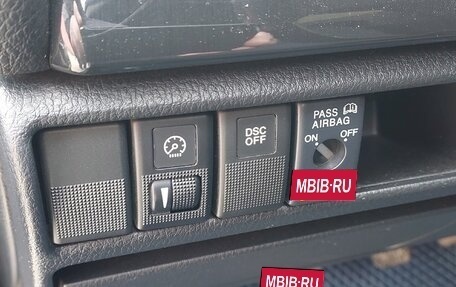 DSC
OFF
PASS
AIRBAG
ON OFF
MBIB-RU
MBIB-RU